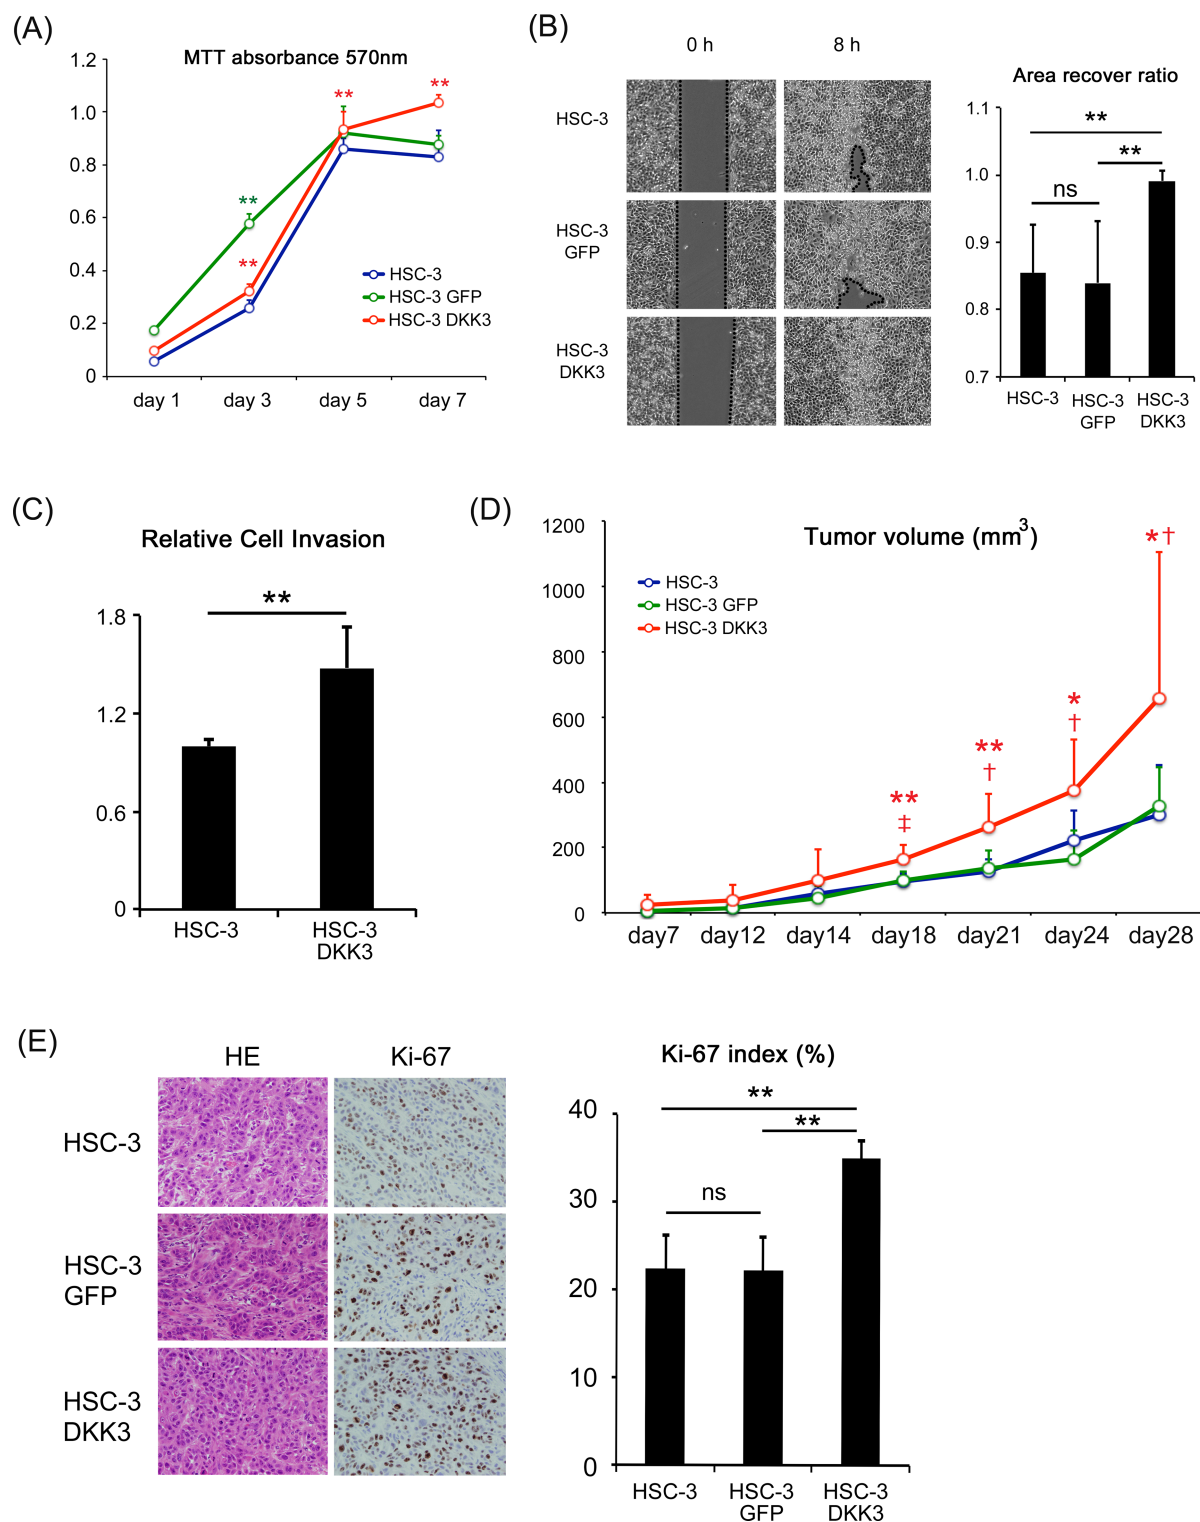 (A)
MTT absorbance 570nm
1.2
1.0
0.8
0.6
0.4
0.2
0
**
**
**
**
HSC-3
HSC-3 GFP
HSC-3 DKK3
day 1
day 3
day 5
day 7
(B)
0 h
8 h
HSC-3
HSC-3
GFP
HSC-3
DKK3
Area recover ratio
1.1
1.0
0.9
0.8
0.7
**
**
ns
HSC-3
HSC-3
GFP
HSC-3
DKK3
(C)
Relative Cell Invasion
**
1.8
1.2
0.6
0
HSC-3
HSC-3
DKK3
(D)
Tumor volume (mm³)
1200
1000
800
600
400
200
0
HSC-3
HSC-3 GFP
HSC-3 DKK3
**
‡
**
†
*
†
*†
day7
day12
day14
day18
day21
day24
day28
(E)
HE
Ki-67
HSC-3
HSC-3
GFP
HSC-3
DKK3
Ki-67 index (%)
40
30
20
10
0
**
**
ns
HSC-3
HSC-3
GFP
HSC-3
DKK3